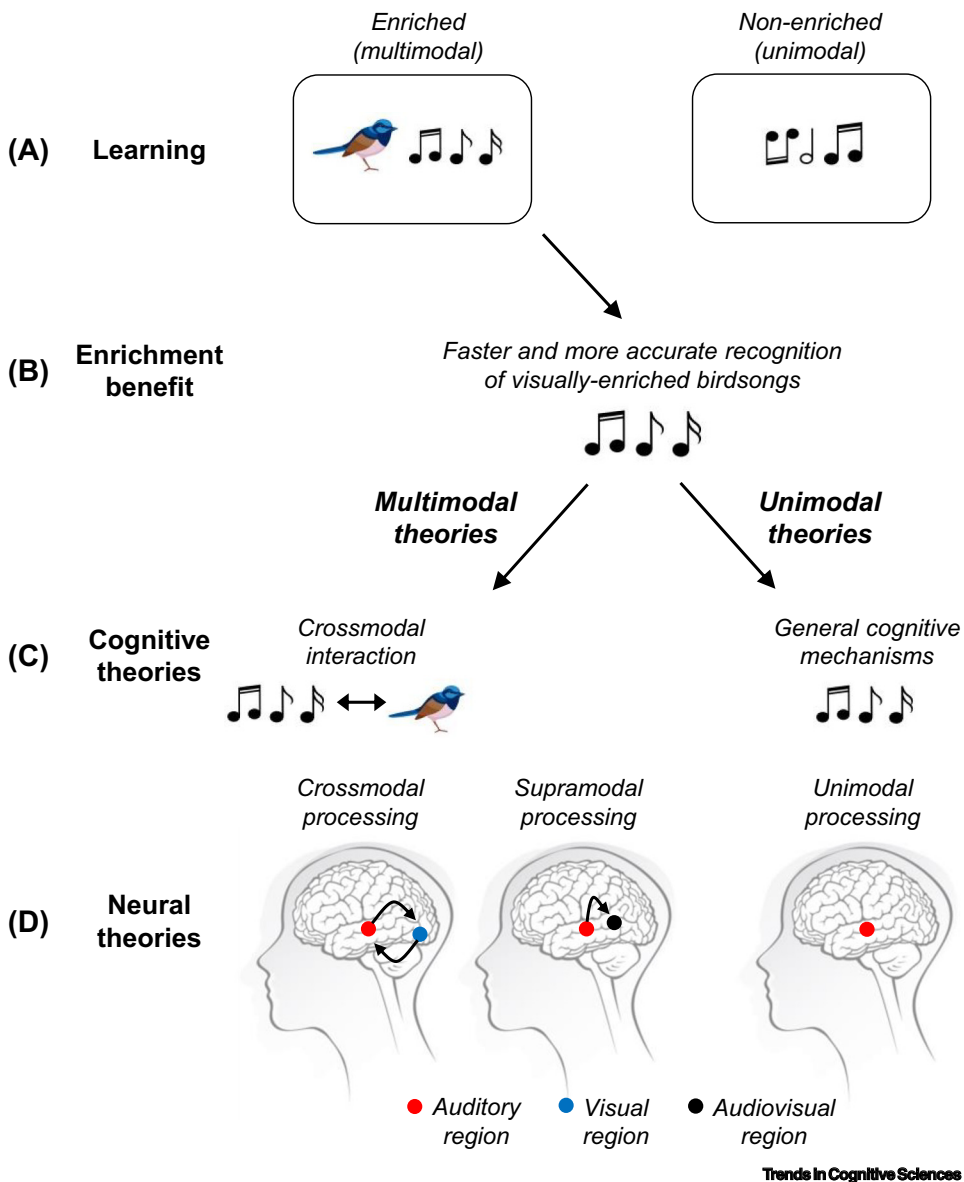 Enriched
(multimodal)
Non-enriched
(unimodal)
(A) Learning
(B) Enrichment
benefit
Faster and more accurate recognition
of visually-enriched birdsongs
Multimodal
theories
Unimodal
theories
(C) Cognitive
theories
Crossmodal
interaction
General cognitive
mechanisms
(D) Neural
theories
Crossmodal
processing
Supramodal
processing
Unimodal
processing
Auditory
region
Visual
region
Audiovisual
region
Trends in Cognitive Sciences